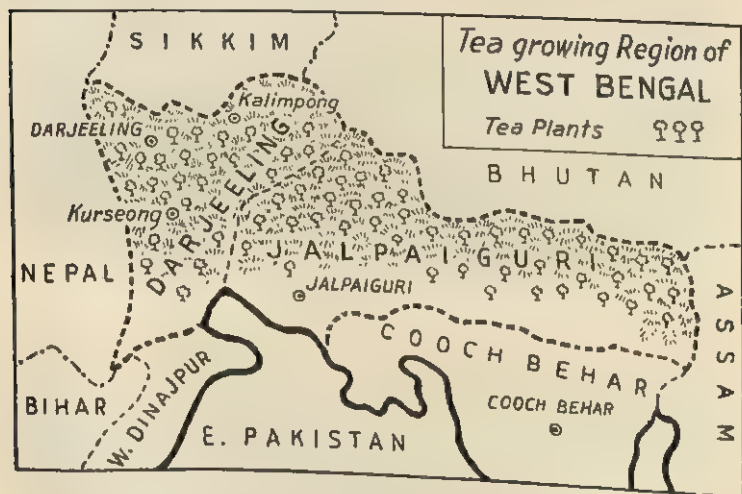 SIKKIM
Tea growing Region of
WEST BENGAL
Tea Plants
Kalimpong
DARJEELING
BHUTAN
Kurseong
DARJEELING
JALPAIGURI
NEPAL
JALPAIGURI
ASSAM
COOCH BEHAR
BIHAR
W. DINAJPUR
COOCH BEHAR
E. PAKISTAN